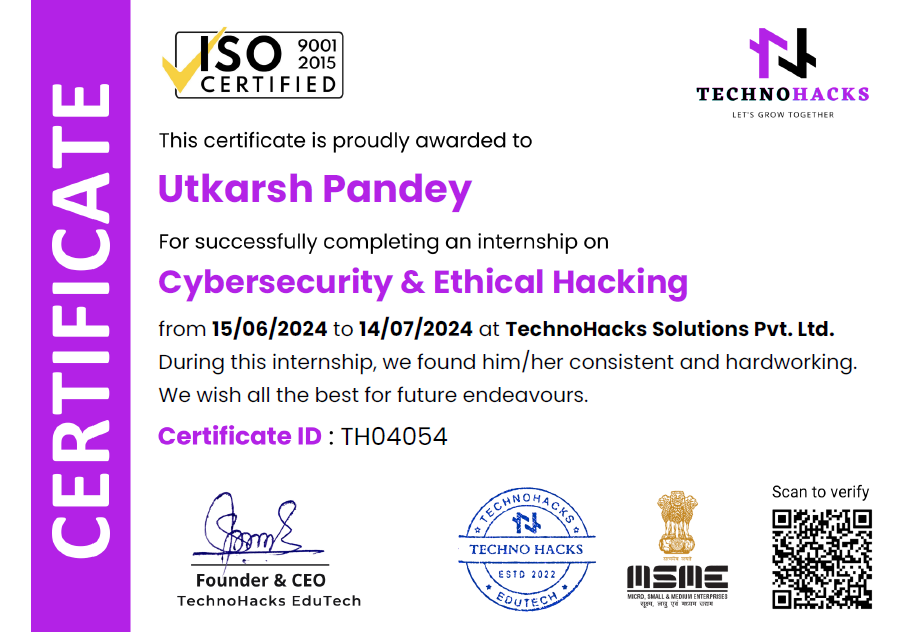 CERTIFICATE
ISO 9001 2015
CERTIFIED
TECHNOHACKS
LET'S GROW TOGETHER
This certificate is proudly awarded to
Utkarsh Pandey
For successfully completing an internship on
Cybersecurity & Ethical Hacking
from 15/06/2024 to 14/07/2024 at TechnoHacks Solutions Pvt. Ltd.
During this internship, we found him/her consistent and hardworking.
We wish all the best for future endeavours.
Certificate ID : TH04054
Founder & CEO
TechnoHacks EduTech
TECHNOHACKS
TECHNO HACKS
ESTD 2022
EDUTECH
सत्यमेव जयते
MSME
MICRO, SMALL & MEDIUM ENTERPRISES
सूक्ष्म, लघु एवं मध्यम उद्यम
Scan to verify